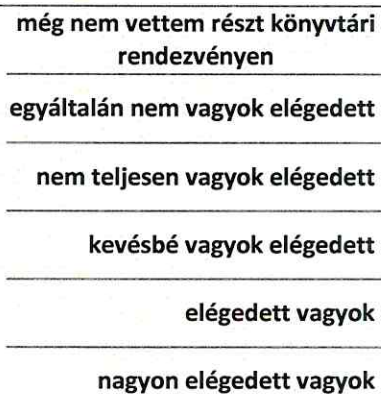 még nem vettem részt könyvtári
rendezvényen
egyáltalán nem vagyok elégedett
nem teljesen vagyok elégedett
kevésbé vagyok elégedett
elégedett vagyok
nagyon elégedett vagyok